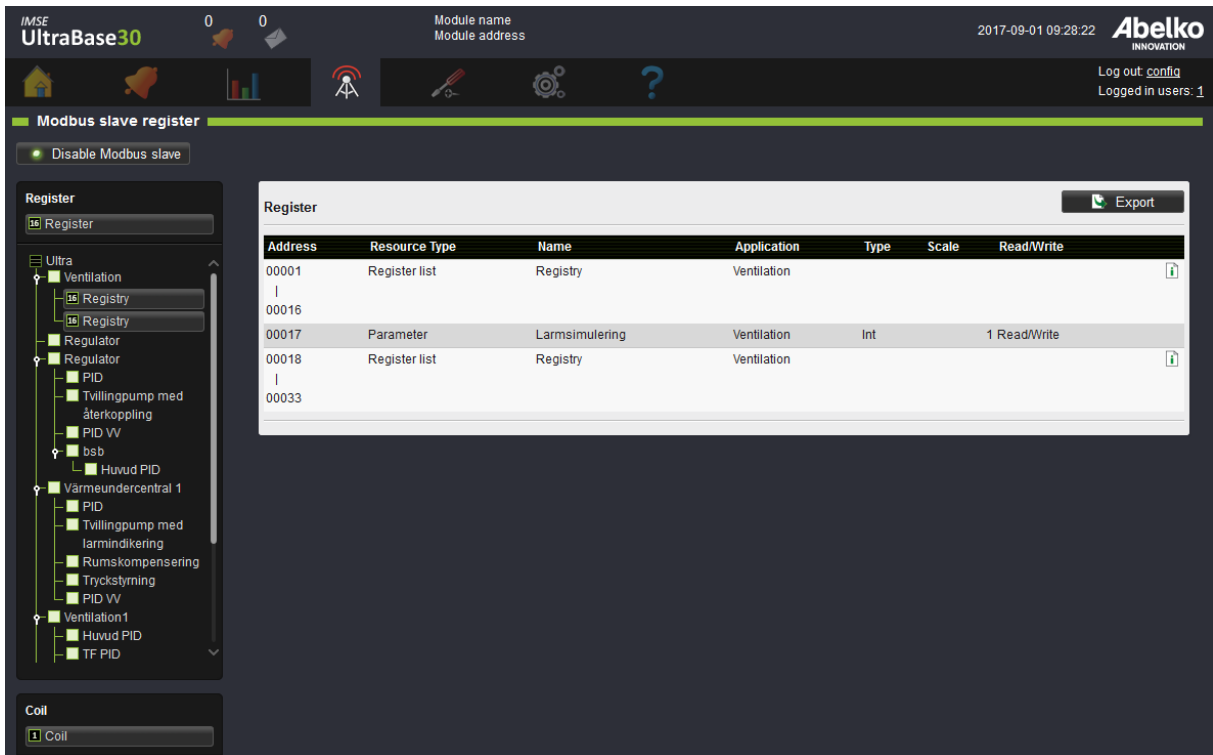 IMSE
UltraBase30
0
0
Module name
Module address
2017-09-01 09:28:22
Abelko
INNOVATION
Log out: config
Logged in users: 1
Modbus slave register
Disable Modbus slave
Register
16 Register
Ultra
Ventilation
16 Registry
16 Registry
Regulator
Regulator
PID
Tvillingpump med
återkoppling
PID VV
bsb
Huvud PID
Värmeundercentral 1
PID
Tvillingpump med
larmindikering
Rumskompensering
Tryckstyrning
PID VV
Ventilation1
Huvud PID
TF PID
Coil
1 Coil
Register
Export
Address Resource Type Name Application Type Scale Read/Write
00001 Register list Registry Ventilation
|
00016
00017 Parameter Larmsimulering Ventilation Int 1 Read/Write
00018 Register list Registry Ventilation
|
00033